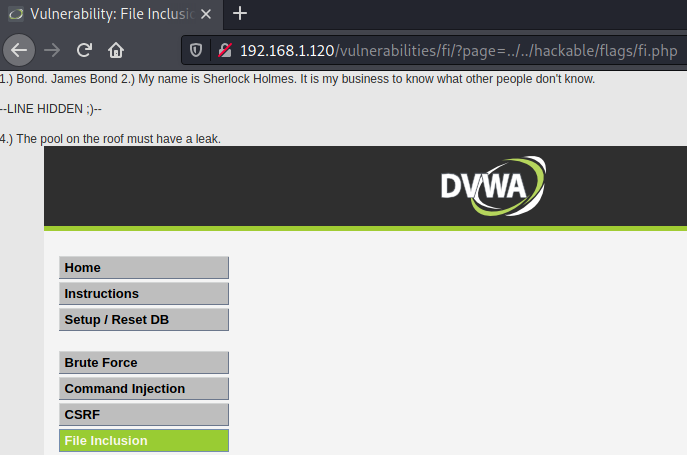 Vulnerability: File Inclusi
192.168.1.120/vulnerabilities/fi/?page=../../hackable/flags/fi.php
1.) Bond. James Bond 2.) My name is Sherlock Holmes. It is my business to know what other people don't know.
--LINE HIDDEN ;)--
4.) The pool on the roof must have a leak.
DVWA
Home
Instructions
Setup / Reset DB
Brute Force
Command Injection
CSRF
File Inclusion